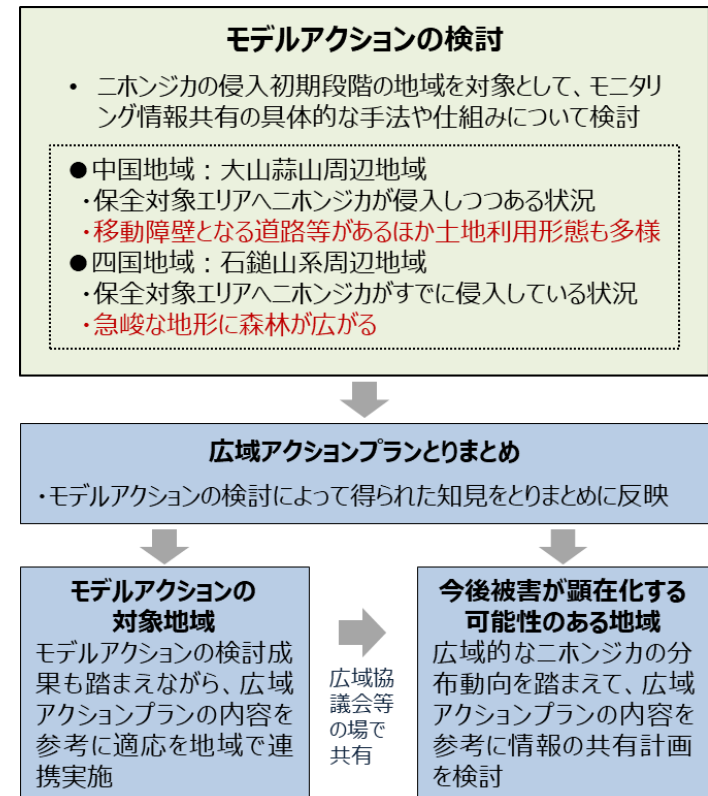 モデルアクションの検討
• ニホンジカの侵入初期段階の地域を対象として、モニタリ
ング情報共有の具体的な手法や仕組みについて検討
●中国地域：大山蒜山周辺地域
・保全対象エリアへニホンジカが侵入しつつある状況
・移動障壁となる道路等があるほか土地利用形態も多様
●四国地域：石鎚山系周辺地域
・保全対象エリアへニホンジカがすでに侵入している状況
・急峻な地形に森林が広がる
広域アクションプランとりまとめ
・モデルアクションの検討によって得られた知見をとりまとめに反映
モデルアクションの
対象地域
モデルアクションの検討成
果も踏まえながら、広域
アクションプランの内容を
参考に適応を地域で連
携実施
広域協
議会等
の場で
共有
今後被害が顕在化する
可能性のある地域
広域的なニホンジカの分
布動向を踏まえて、広域
アクションプランの内容を
参考に情報の共有計画
を検討